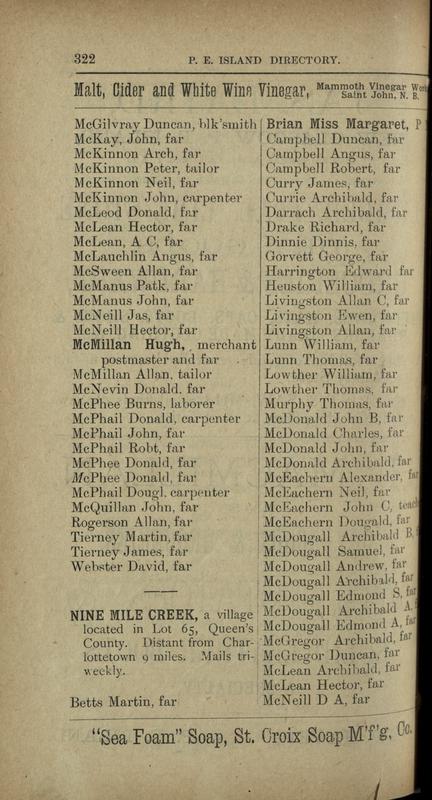 322
P. E. ISLAND DIRECTORY.
Malt, Cider and White Wine Vinegar, Mammoth Vinegar
Saint John, N. B.
McGilvray Duncan, blk'smith
McKay, John, far
McKinnon Arch, far
McKinnon Peter, tailor
McKinnon Neil, far
McKinnon John, carpenter
McLeod Donald, far
McLean Hector, far
McLean, A C, far
McLauchlin Angus, far
McSween Allan, far
McManus Patk, far
McManus John, far
McNeill Jas, far
McNeill Hector, far
McMillan Hugh, merchant
postmaster and far
McMillan Allan, tailor
McNevin Donald, far
McPhee Burns, laborer
McPhail Donald, carpenter
McPhail John, far
McPhail Robt, far
McPhee Donald, far
McPhee Donald, far
McPhail Dougl, carpenter
McQuillan John, far
Rogerson Allan, far
Tierney Martin, far
Tierney James, far
Webster David, far
NINE MILE CREEK, a village
located in Lot 65, Queen's
County. Distant from Char-
lottetown 9 miles. Mails tri-
weekly.
Betts Martin, far
Brian Miss Margaret, P
Campbell Duncan, far
Campbell Angus, far
Campbell Robert, far
Curry James, far
Currie Archibald, far
Darrach Archibald, far
Drake Richard, far
Dinnie Dinnis, far
Gorvett George, far
Harrington Edward far
Heuston William, far
Livingston Allan C, far
Livingston Ewen, far
Livingston Allan, far
Lunn William, far
Lunn Thomas, far
Lowther William, far
Lowther Thomas, far
Murphy Thomas, far
McDonald John B, far
McDonald Charles, far
McDonald John, far
McDonald Archibald, far
McEachern Alexander, far
McEachern Neil, far
McEachern John C, teach
McEachern Dougald, far
McDougall Archibald B,
McDougall Samuel, far
McDougall Andrew, far
McDougall Archibald, far
McDougall Edmond S, far
McDougall Archibald A,
McDougall Edmond A, far
McGregor Archibald, far
McGregor Duncan, far
McLean Archibald, far
McLean Hector, far
McNeill D A, far
"Sea Foam" Soap, St. Croix Soap M'f'g, Co.